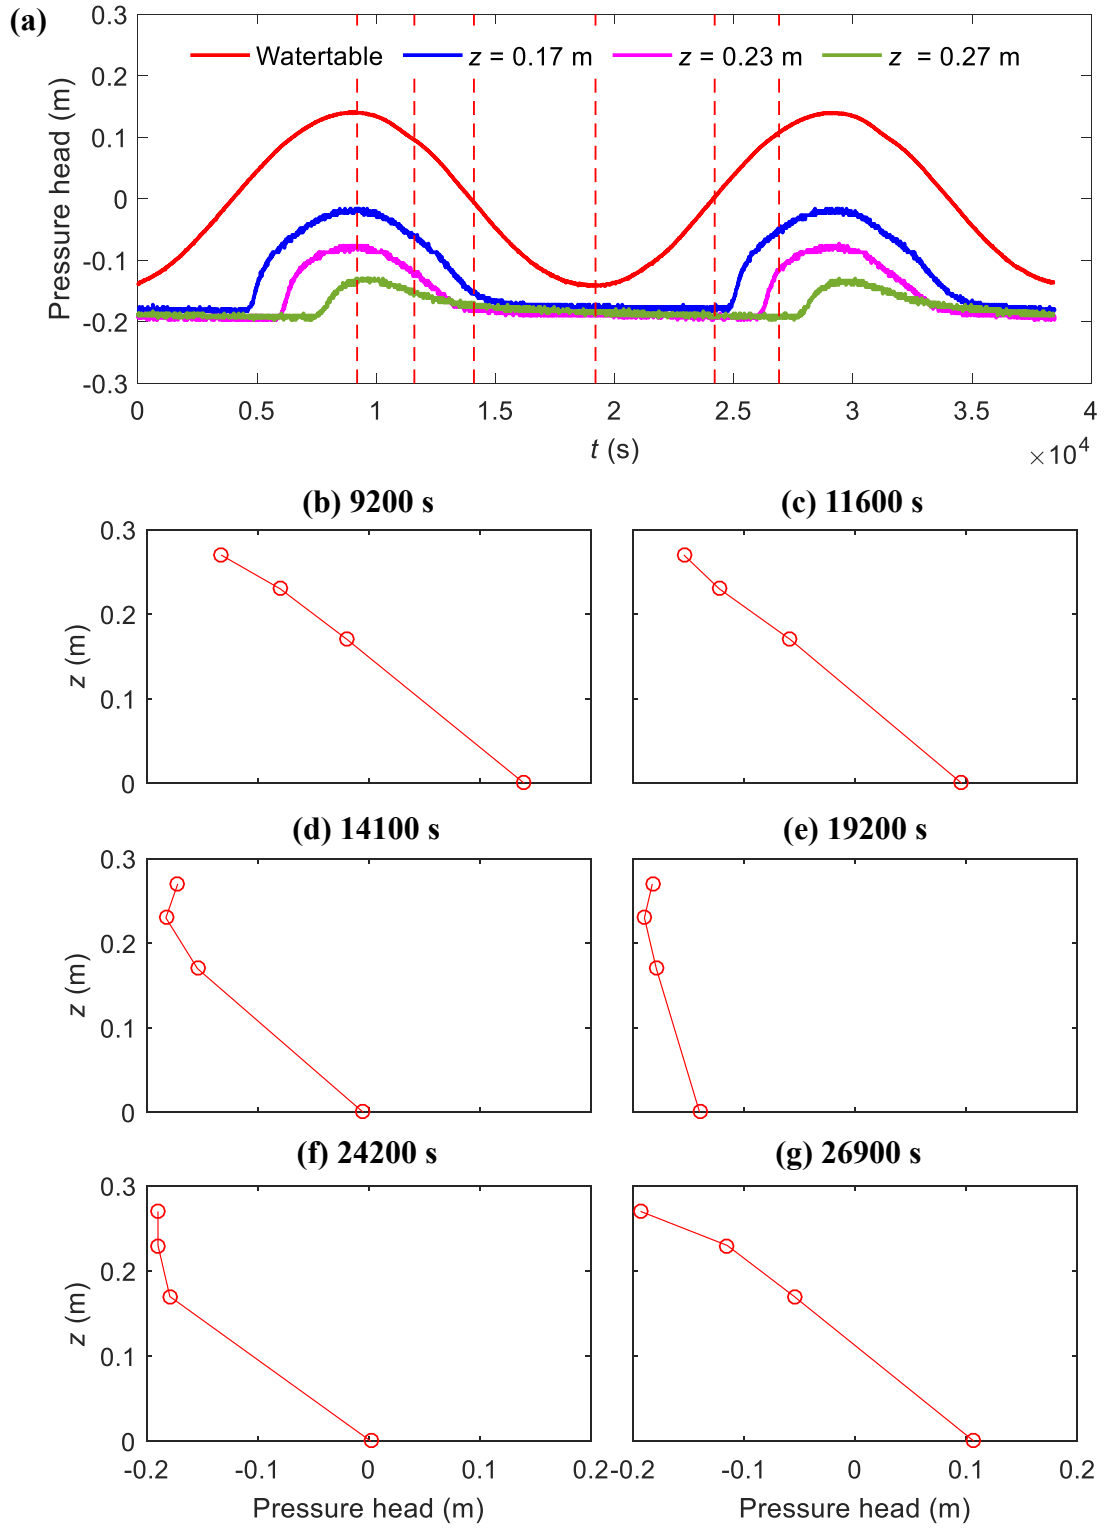 (a)
Pressure head (m)
0.3
0.2
0.1
0
-0.1
-0.2
-0.3
Watertable z = 0.17 m z = 0.23 m z = 0.27 m
0 0.5 1 1.5 2 2.5 3 3.5 4
t (s)
×10⁴
(b) 9200 s
(c) 11600 s
z (m)
0.3
0.2
0.1
0
(d) 14100 s
(e) 19200 s
z (m)
0.3
0.2
0.1
0
(f) 24200 s
(g) 26900 s
z (m)
0.3
0.2
0.1
0
-0.2 -0.1 0 0.1 0.2
-0.2 -0.1 0 0.1 0.2
Pressure head (m)
Pressure head (m)